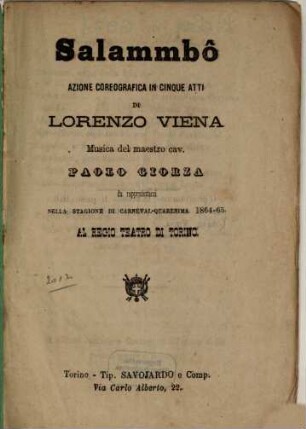 Salammbô
AZIONE COREOGRAFICA IN CINQUE ATTI
DI
LORENZO VIENA
Musica del maestro cav.
PAOLO GIORZA
da rappresentarsi
NELLA STAGIONE DI CARNEVAL-QUARESIMA 1864-65.
AL REGIO TEATRO DI TORINO.
Torino - Tip. SAVOJARDO e Comp.
Via Carlo Alberto, 22.